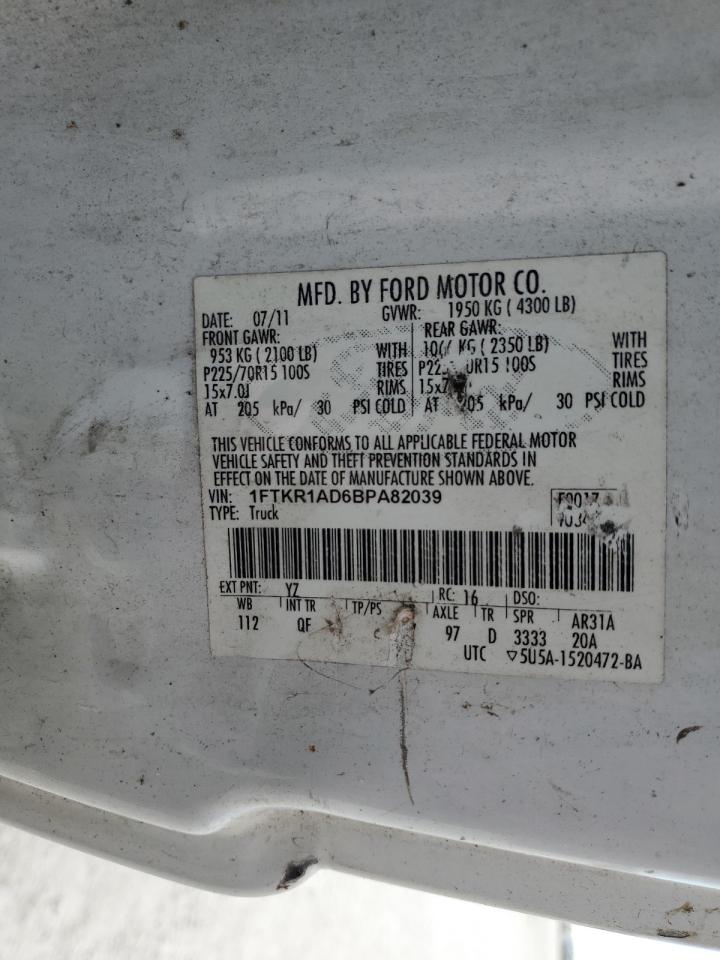 MFD. BY FORD MOTOR CO.
DATE: 07/11 GVWR: 1950 KG ( 4300 LB)
FRONT GAWR: REAR GAWR:
953 KG ( 2100 LB) WITH KG ( 2350 LB) WITH
P225/70R15 100S TIRES 100S TIRES
15x7.0J RIMS RIMS
AT 205 kPa/ 30 PSI COLD AT 205 kPa/ 30 PSI COLD
THIS VEHICLE CONFORMS TO ALL APPLICABLE FEDERAL MOTOR
VEHICLE SAFETY AND THEFT PREVENTION STANDARDS IN
EFFECT ON THE DATE OF MANUFACTURE SHOWN ABOVE.
VIN: 1FTKR1AD6BPA82039
TYPE: Truck
EXT PNT: YZ RC: 16 DSO:
WB INT TR TP/PS AXLE TR SPR AR31A
112 QF 97 D 3333 20A
UTC ▽5U5A-1520472-BA